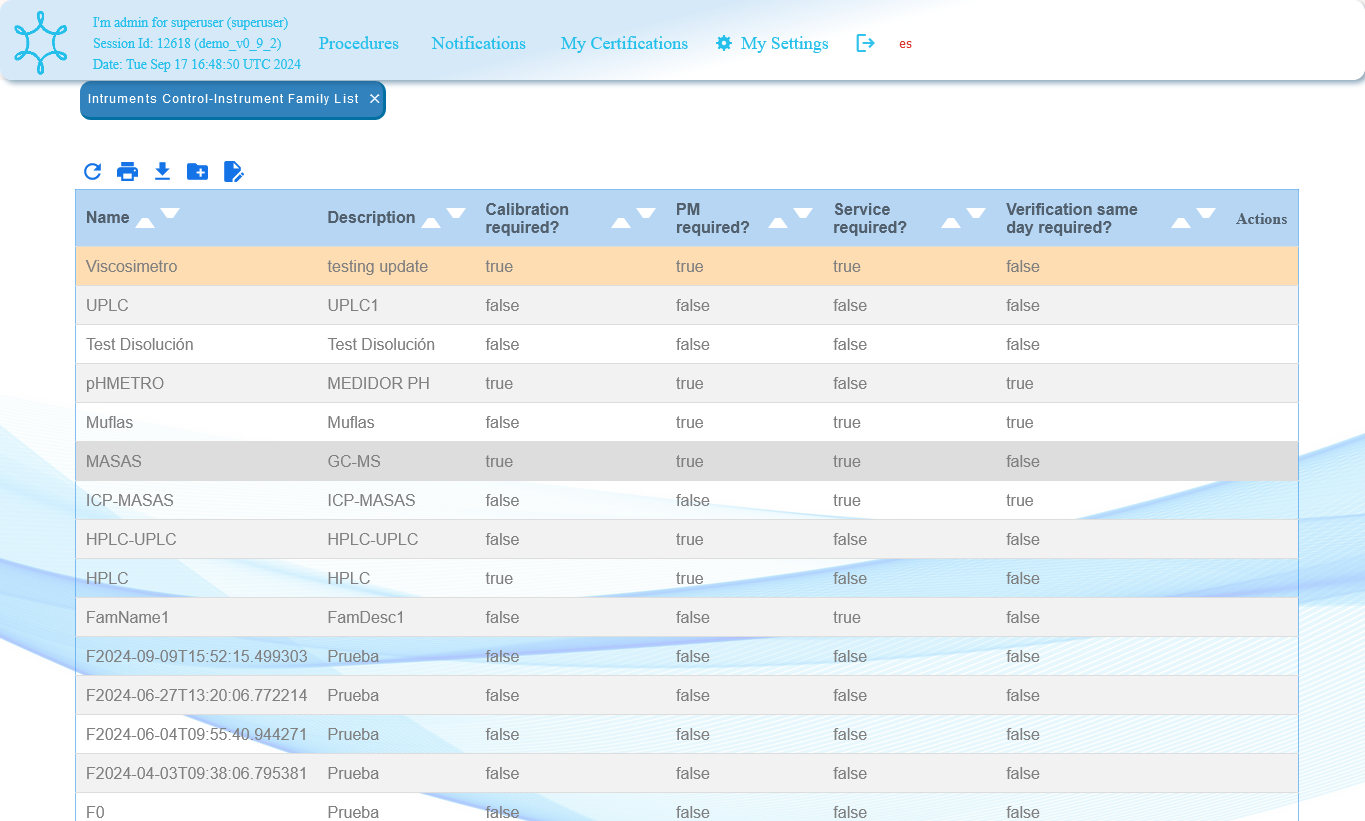 I'm admin for superuser (superuser)
Session Id: 12618 (demo_v0_9_2)
Date: Tue Sep 17 16:48:50 UTC 2024
Procedures Notifications My Certifications My Settings es
Intruments Control-Instrument Family List ×
Name Description Calibration required? PM required? Service required? Verification same day required? Actions
Viscosimetro testing update true true true false
UPLC UPLC1 false false false false
Test Disolución Test Disolución false false false false
pHMETRO MEDIDOR PH true true false true
Muflas Muflas false true true true
MASAS GC-MS true true true false
ICP-MASAS ICP-MASAS false false true true
HPLC-UPLC HPLC-UPLC false true false false
HPLC HPLC true true false false
FamName1 FamDesc1 false false true false
F2024-09-09T15:52:15.499303 Prueba false false false false
F2024-06-27T13:20:06.772214 Prueba false false false false
F2024-06-04T09:55:40.944271 Prueba false false false false
F2024-04-03T09:38:06.795381 Prueba false false false false
F0 Prueba false false false false